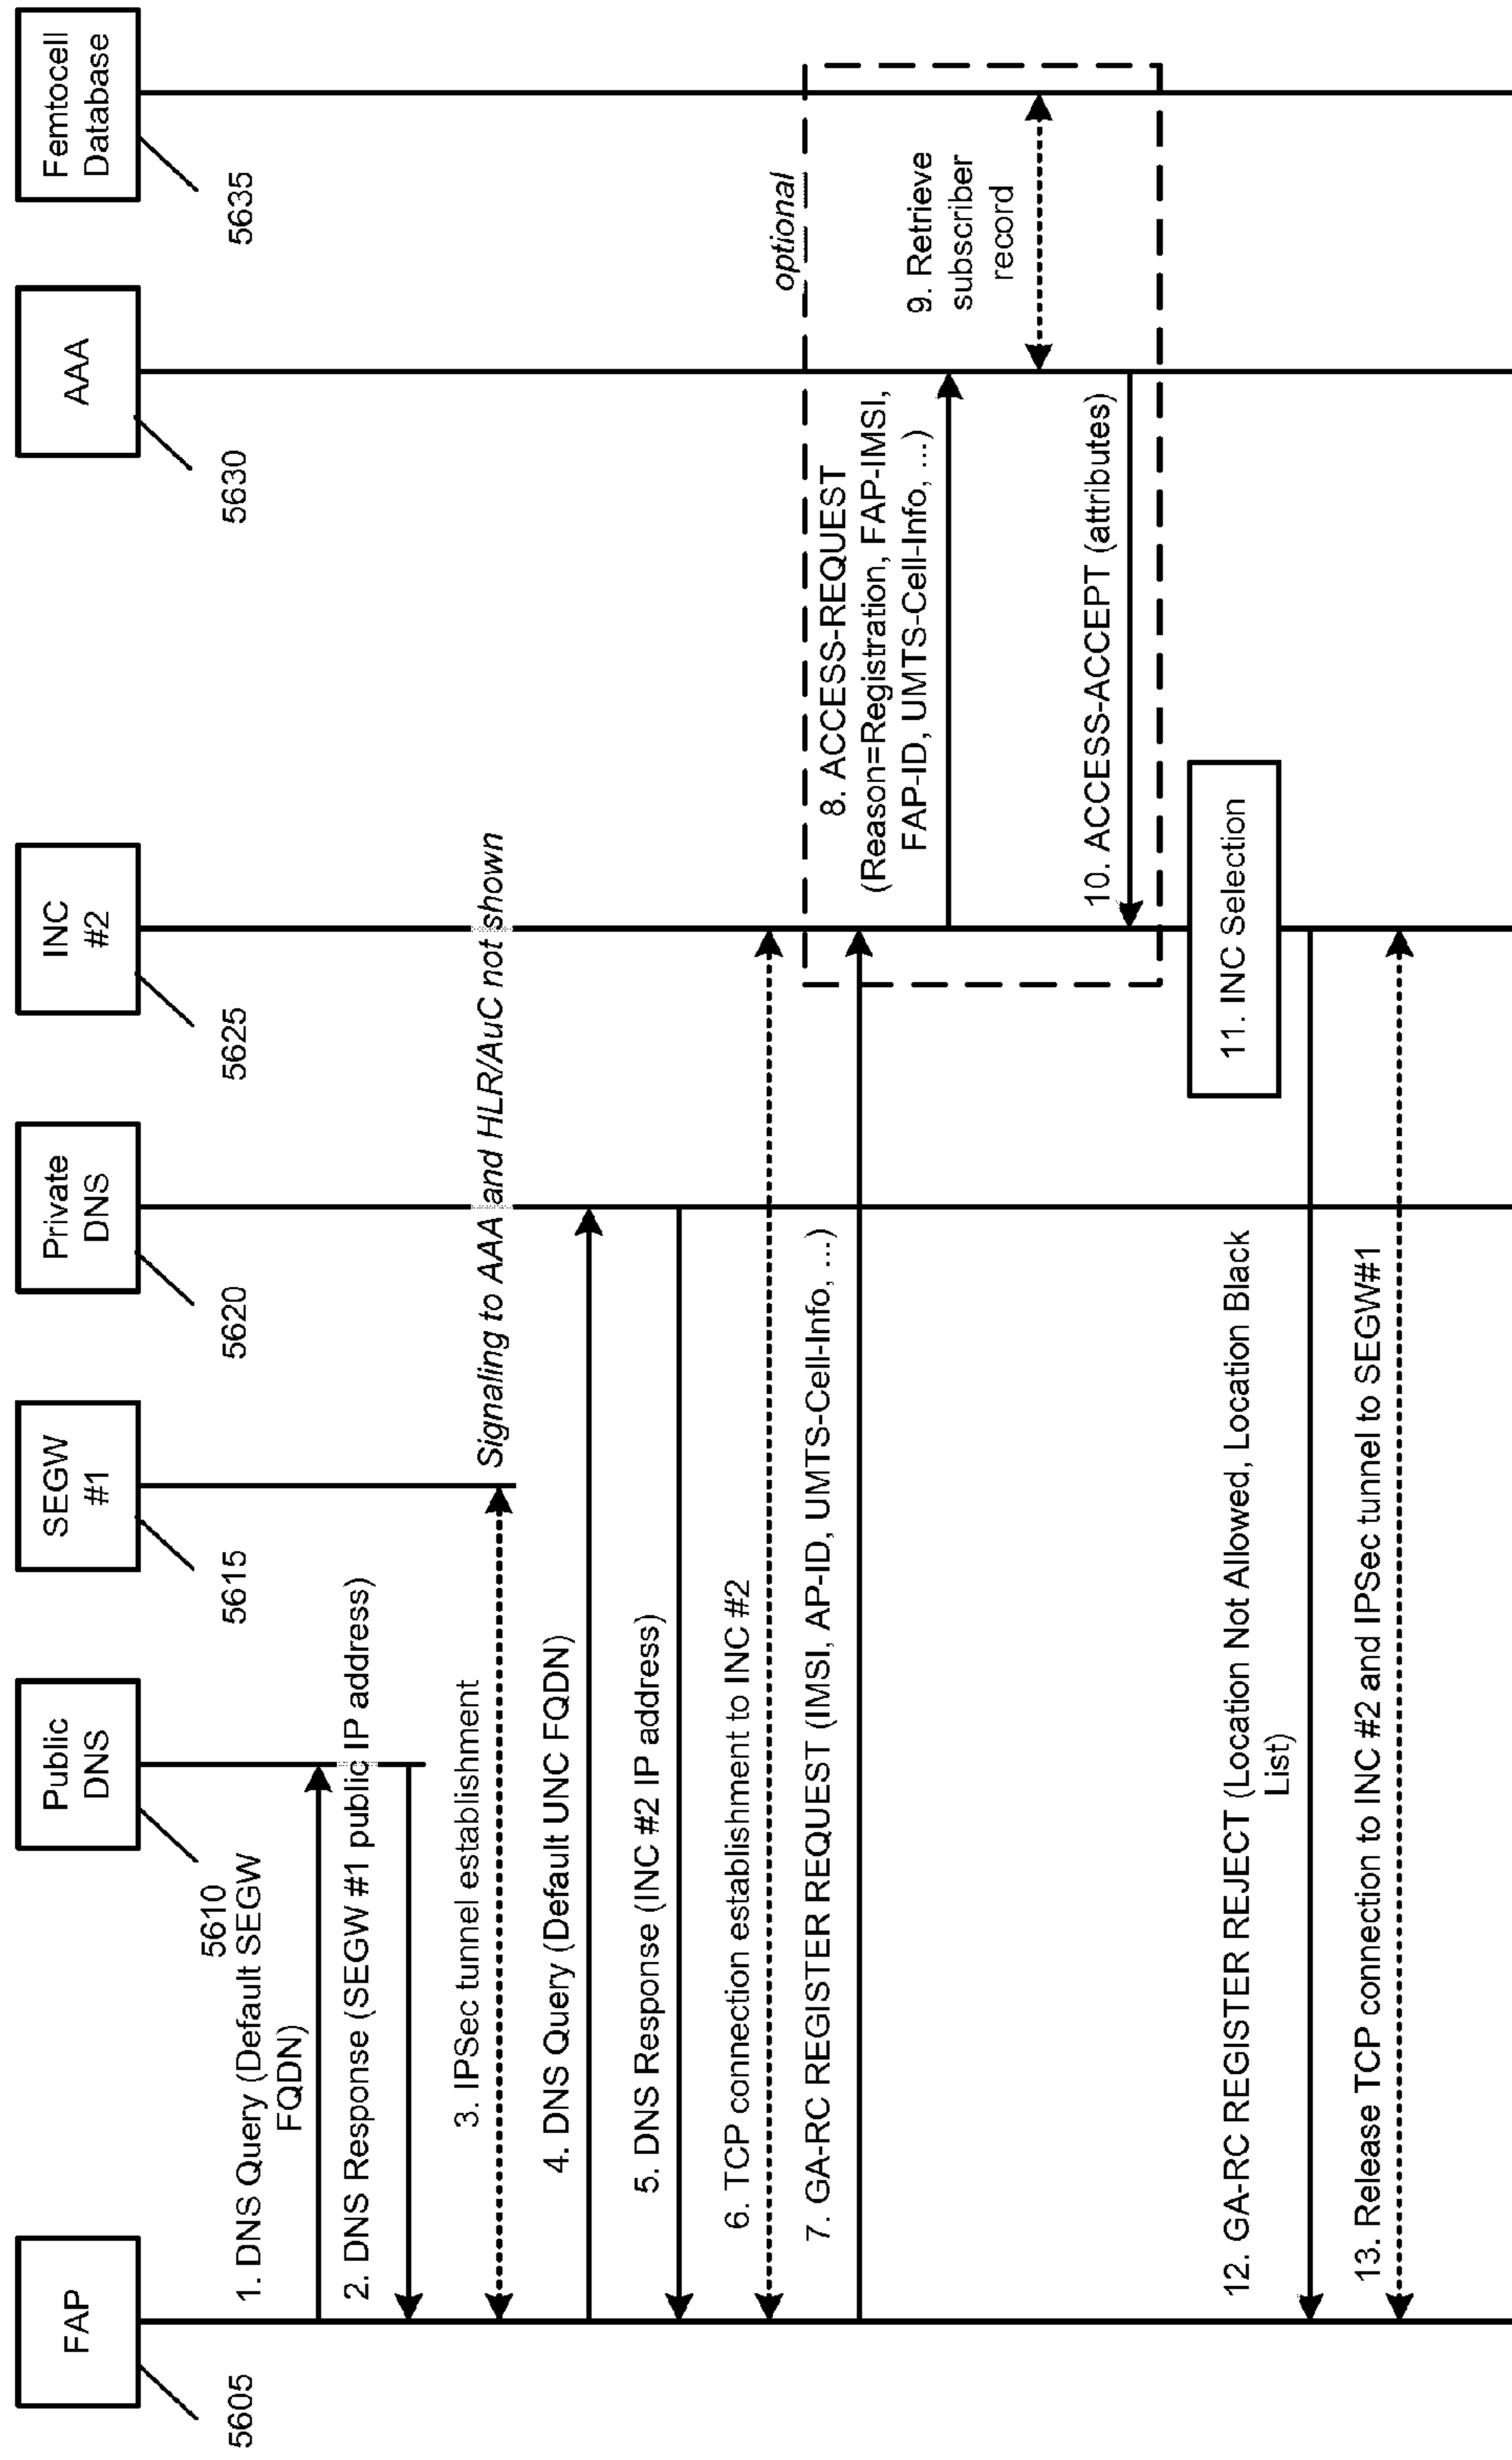 FAP
5605
Public
DNS
5610
SEGW
#1
5615
Private
DNS
5620
INC
#2
5625
AAA
5630
Femtocell
Database
5635
1. DNS Query (Default SEGW
FQDN)
2. DNS Response (SEGW #1 public IP address)
3. IPSec tunnel establishment
Signaling to AAA and HLR/AuC not shown
4. DNS Query (Default UNC FQDN)
5. DNS Response (INC #2 IP address)
6. TCP connection establishment to INC #2
7. GA-RC REGISTER REQUEST (IMSI, AP-ID, UMTS-Cell-Info, ...)
optional
8. ACCESS-REQUEST
(Reason=Registration, FAP-IMSI,
FAP-ID, UMTS-Cell-Info, ...)
9. Retrieve
subscriber
record
10. ACCESS-ACCEPT (attributes)
11. INC Selection
12. GA-RC REGISTER REJECT (Location Not Allowed, Location Black
List)
13. Release TCP connection to INC #2 and IPSec tunnel to SEGW#1